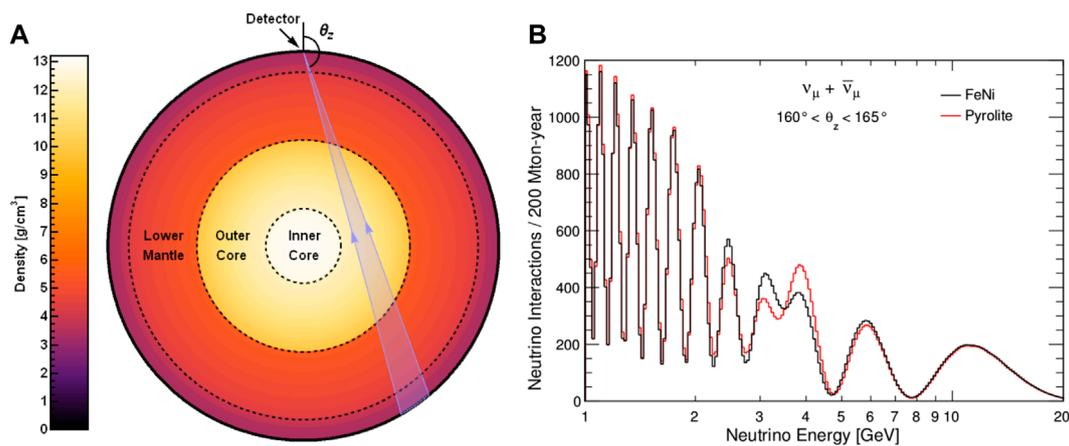 A
Detector
θz
13
12
11
10
9
8
7
6
5
4
3
2
1
0
Density [g/cm³]
Lower Mantle
Outer Core
Inner Core
B
Neutrino Interactions / 200 Mton-year
1200
1000
800
600
400
200
0
νμ + ν̄μ
160° < θz < 165°
FeNi
Pyrolite
1 2 3 4 5 6 7 8 9 10 20
Neutrino Energy [GeV]